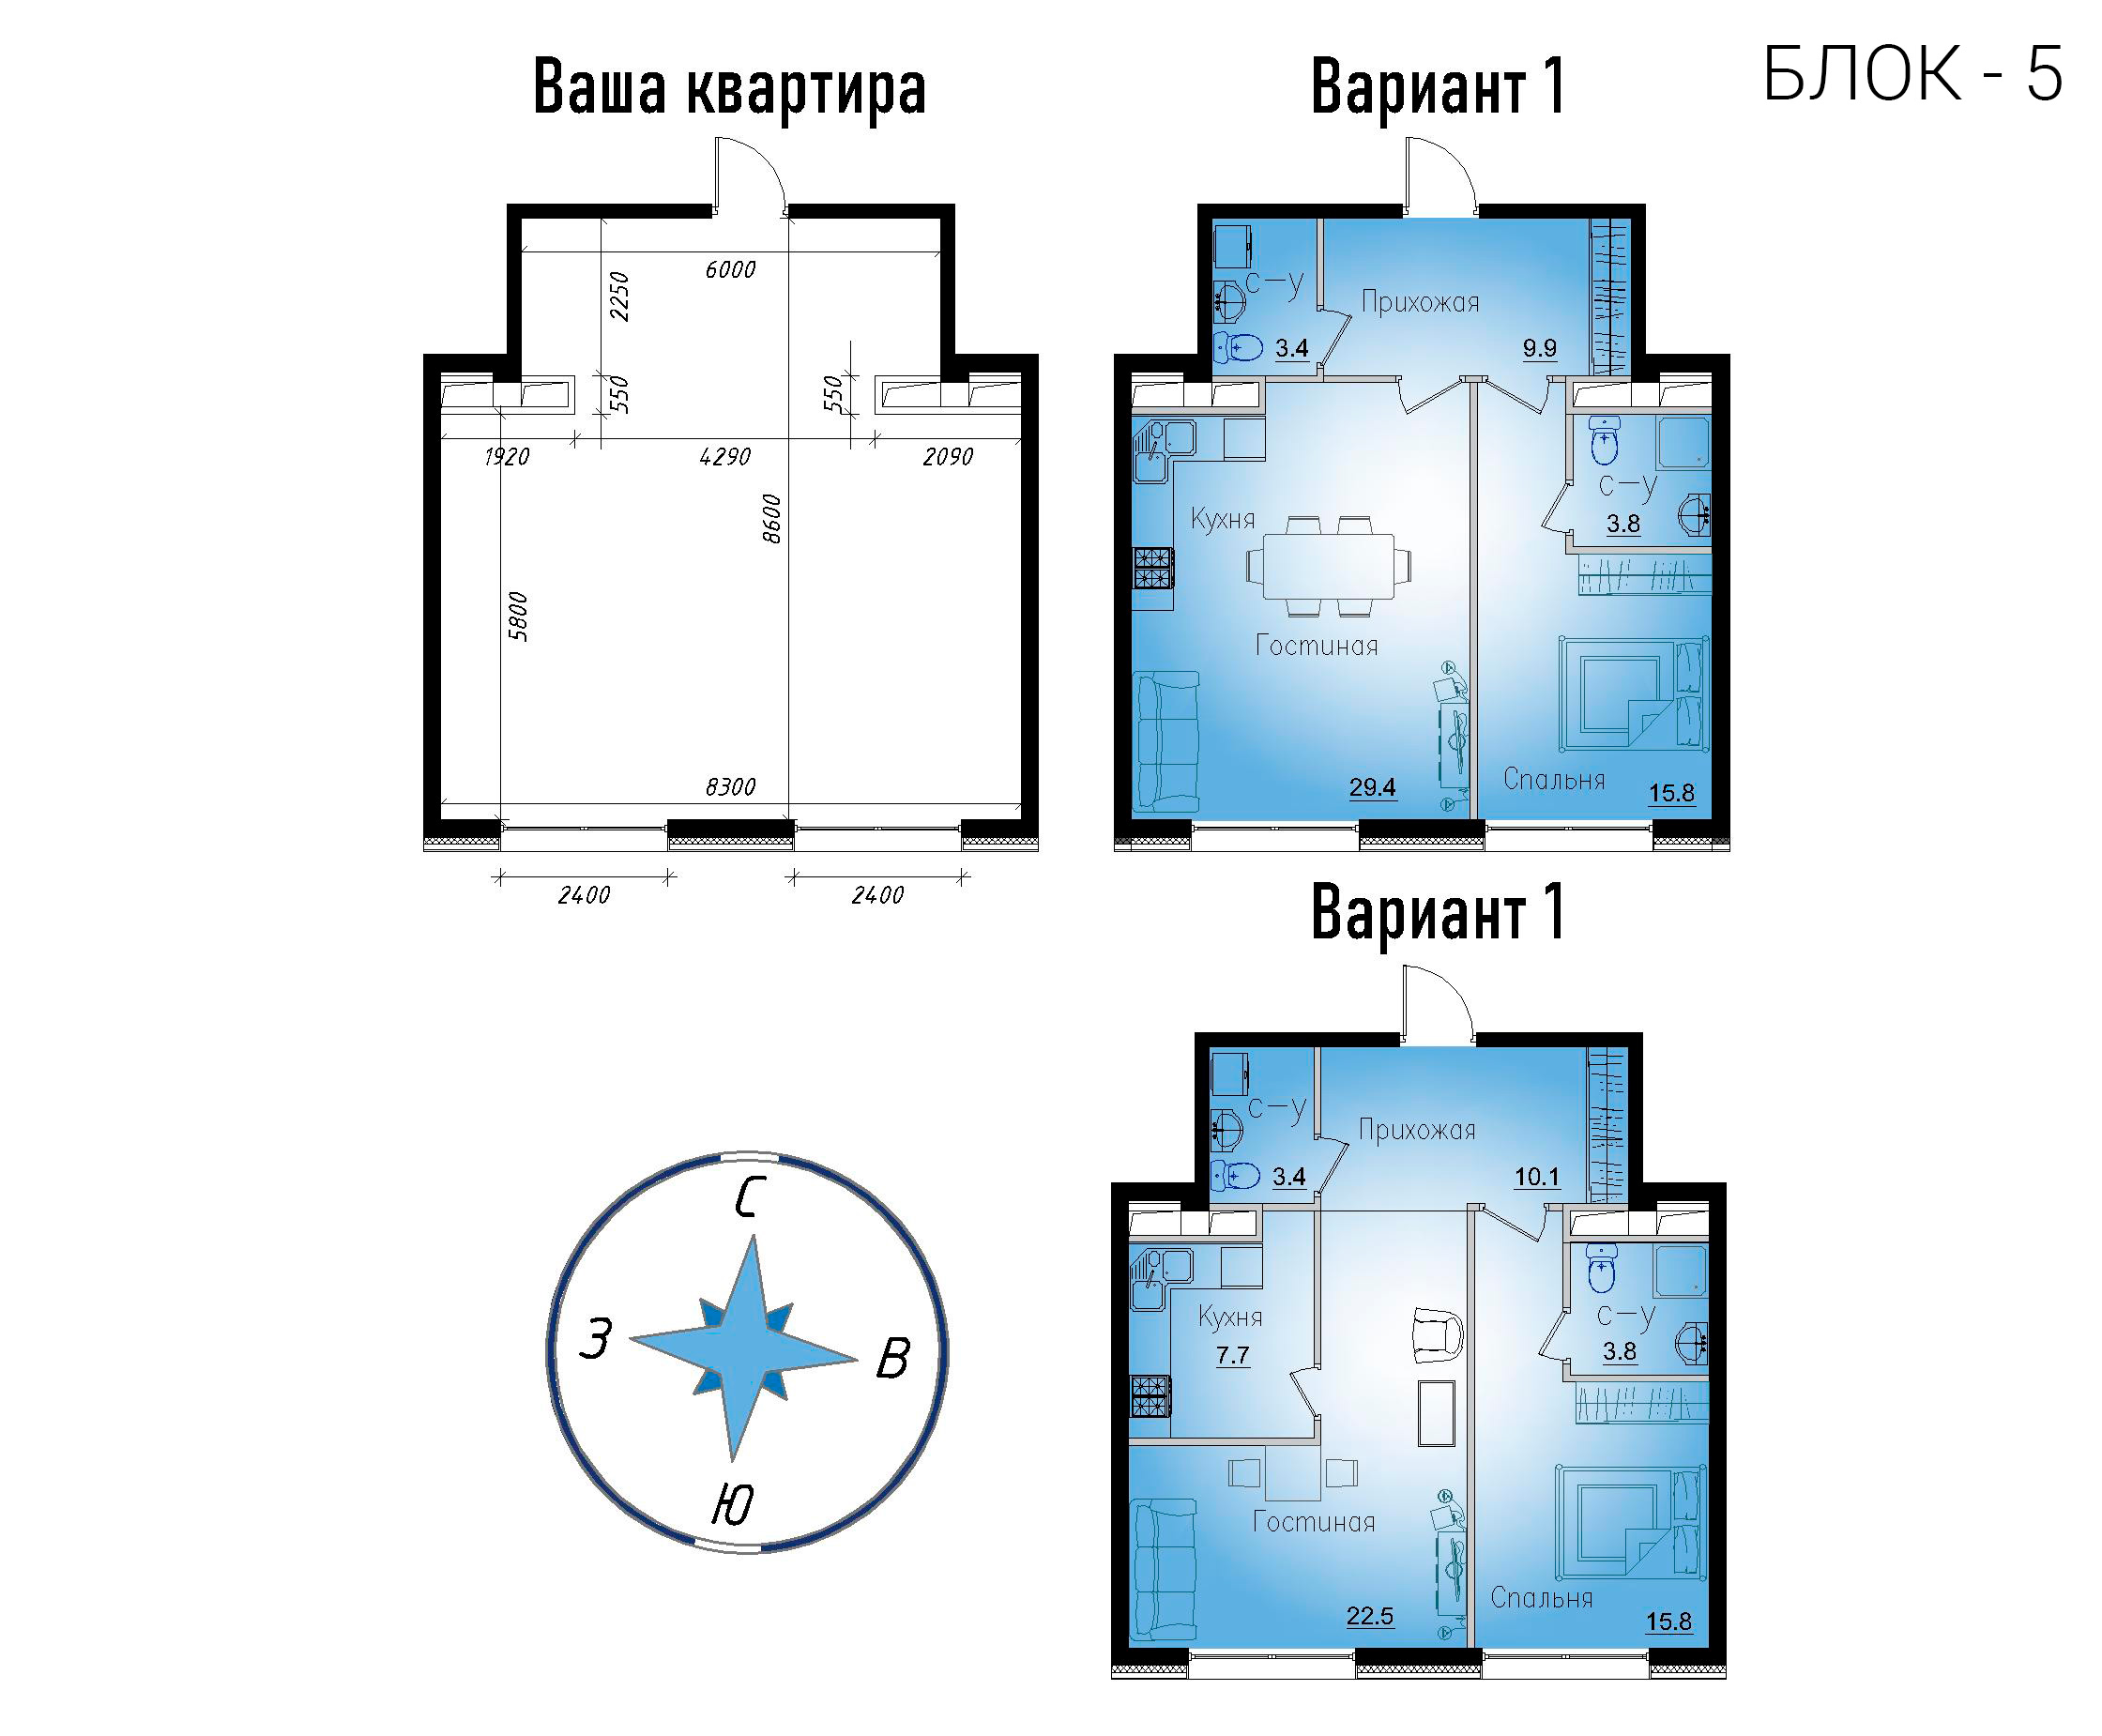 БЛОК - 5
Ваша квартира
6000
2250
550
550
1920
4290
2090
8600
5800
8300
2400
2400
Вариант 1
с-у
3.4
Прихожая
9.9
с-у
3.8
Кухня
Гостиная
29.4
Спальня
15.8
Вариант 1
с-у
3.4
Прихожая
10.1
Кухня
7.7
с-у
3.8
Гостиная
22.5
Спальня
15.8
С
З
В
Ю